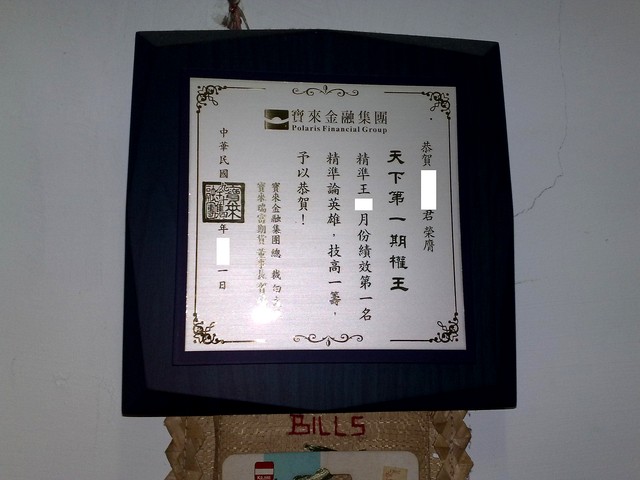 寶來金融集團
Polaris Financial Group
恭賀 君榮膺
天下第一期權王
精準王 月份績效第一名
精準論英雄，技高一籌，
予以恭賀！
寶來金融集團總裁白
寶來瑞富期貨董事長
中華民國 年 一日
BILLS